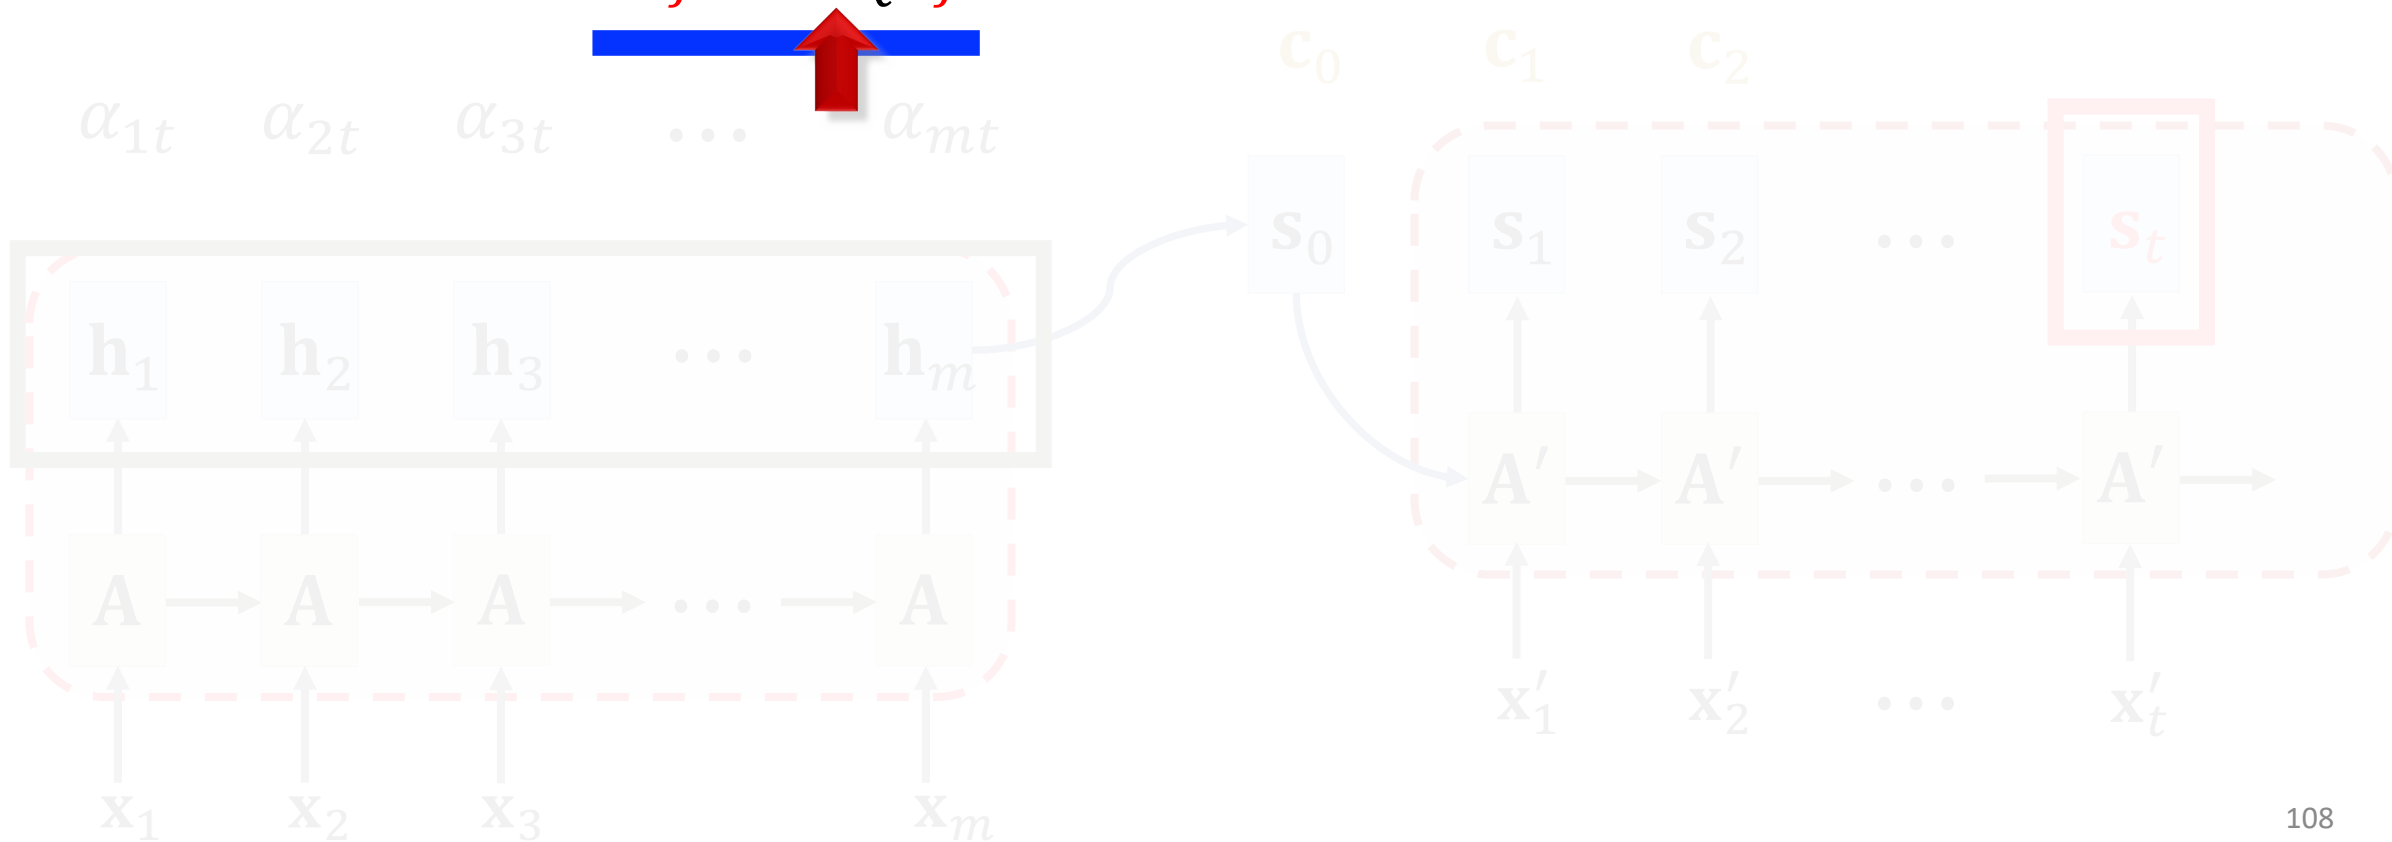 c₀ c₁ c₂
α₁ₜ α₂ₜ α₃ₜ ⋯ αₘₜ
s₀ s₁ s₂ ⋯ sₜ
h₁ h₂ h₃ ⋯ hₘ
A′ A′ ⋯ A′
A A A ⋯ A
x′₁ x′₂ ⋯ x′ₜ
x₁ x₂ x₃ xₘ
108